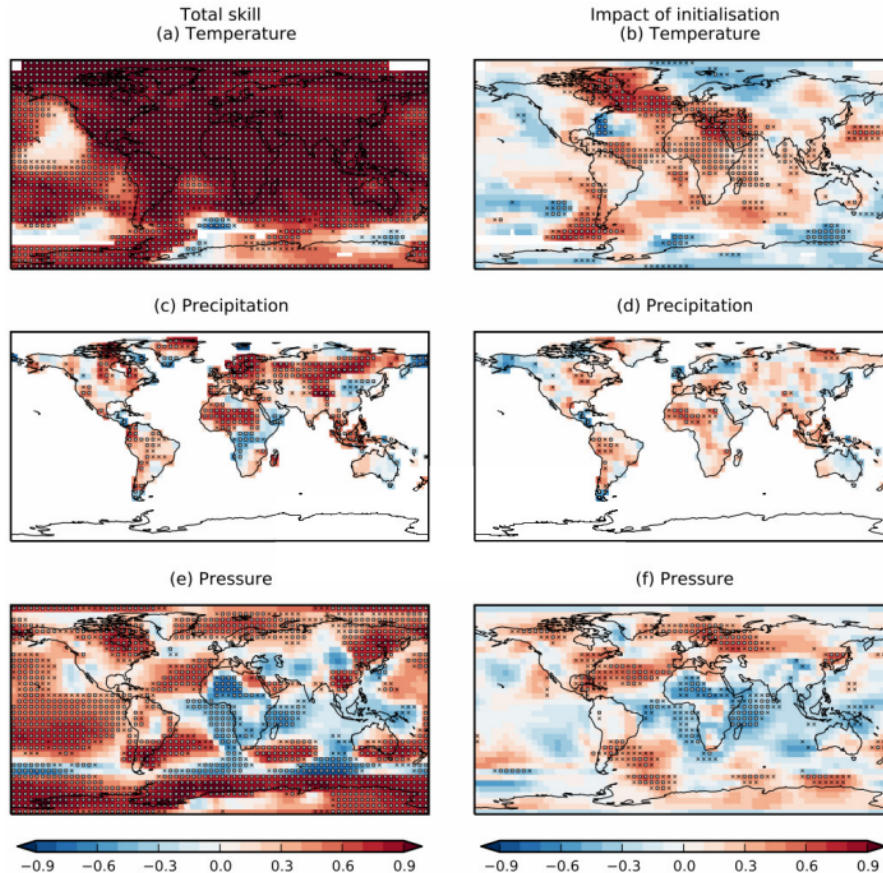 Total skill
(a) Temperature
Impact of initialisation
(b) Temperature
(c) Precipitation
(d) Precipitation
(e) Pressure
(f) Pressure
−0.9 −0.6 −0.3 0.0 0.3 0.6 0.9
−0.9 −0.6 −0.3 0.0 0.3 0.6 0.9